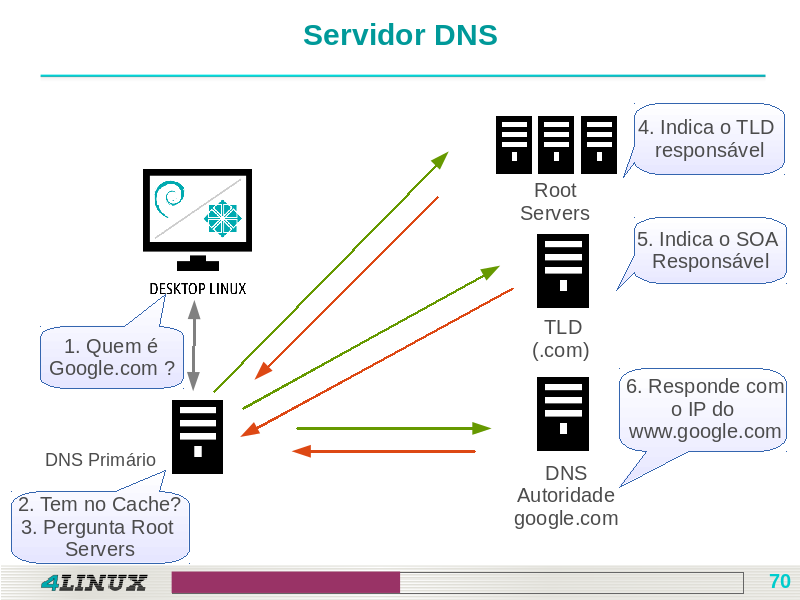 Servidor DNS
4. Indica o TLD
responsável
Root
Servers
5. Indica o SOA
Responsável
DESKTOP LINUX
1. Quem é
Google.com ?
TLD
(.com)
6. Responde com
o IP do
www.google.com
DNS Primário
DNS
Autoridade
google.com
2. Tem no Cache?
3. Pergunta Root
Servers
4LINUX
70